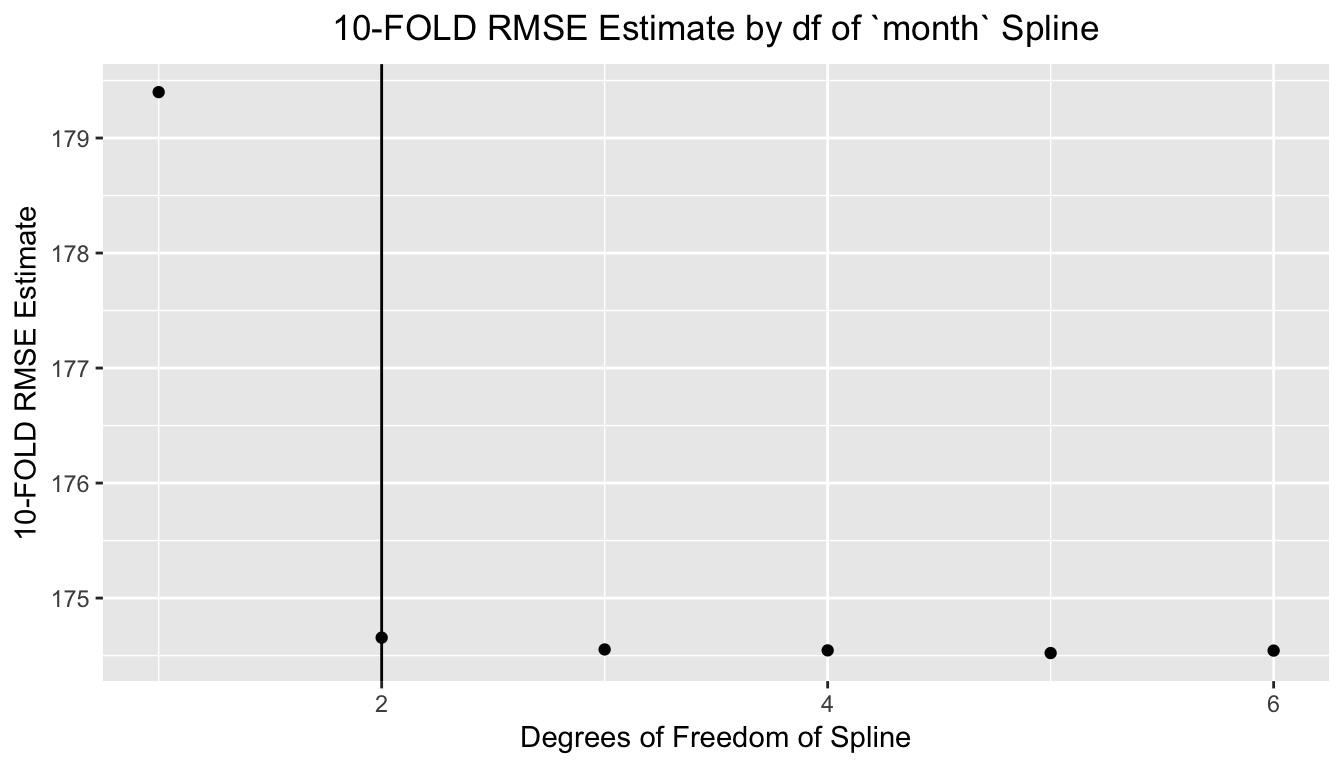 10-FOLD RMSE Estimate by df of `month` Spline
10-FOLD RMSE Estimate
179
178
177
176
175
2 4 6
Degrees of Freedom of Spline